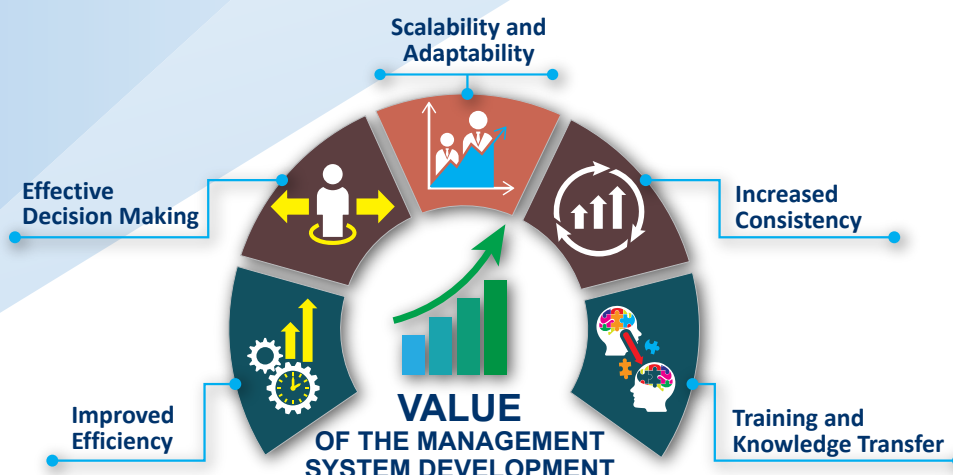 Scalability and
Adaptability
Effective
Decision Making
Increased
Consistency
Improved
Efficiency
Training and
Knowledge Transfer
VALUE
OF THE MANAGEMENT
SYSTEM DEVELOPMENT